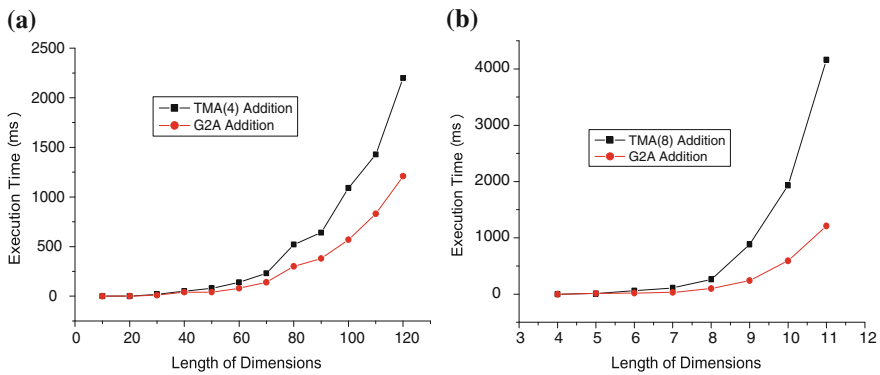 (a)
2500
2000
1500
1000
500
0
Execution Time (ms)
TMA(4) Addition
G2A Addition
0 20 40 60 80 100 120
Length of Dimensions
(b)
4000
3000
2000
1000
0
Execution Time (ms )
TMA(8) Addition
G2A Addition
3 4 5 6 7 8 9 10 11 12
Length of Dimensions